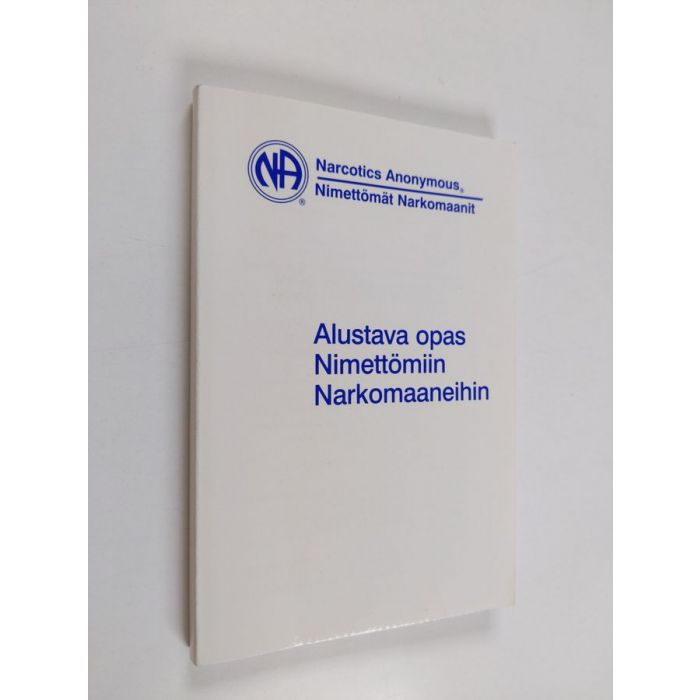 NA
®
Narcotics Anonymous®
Nimettömät Narkomaanit
Alustava opas
Nimettömiin
Narkomaaneihin